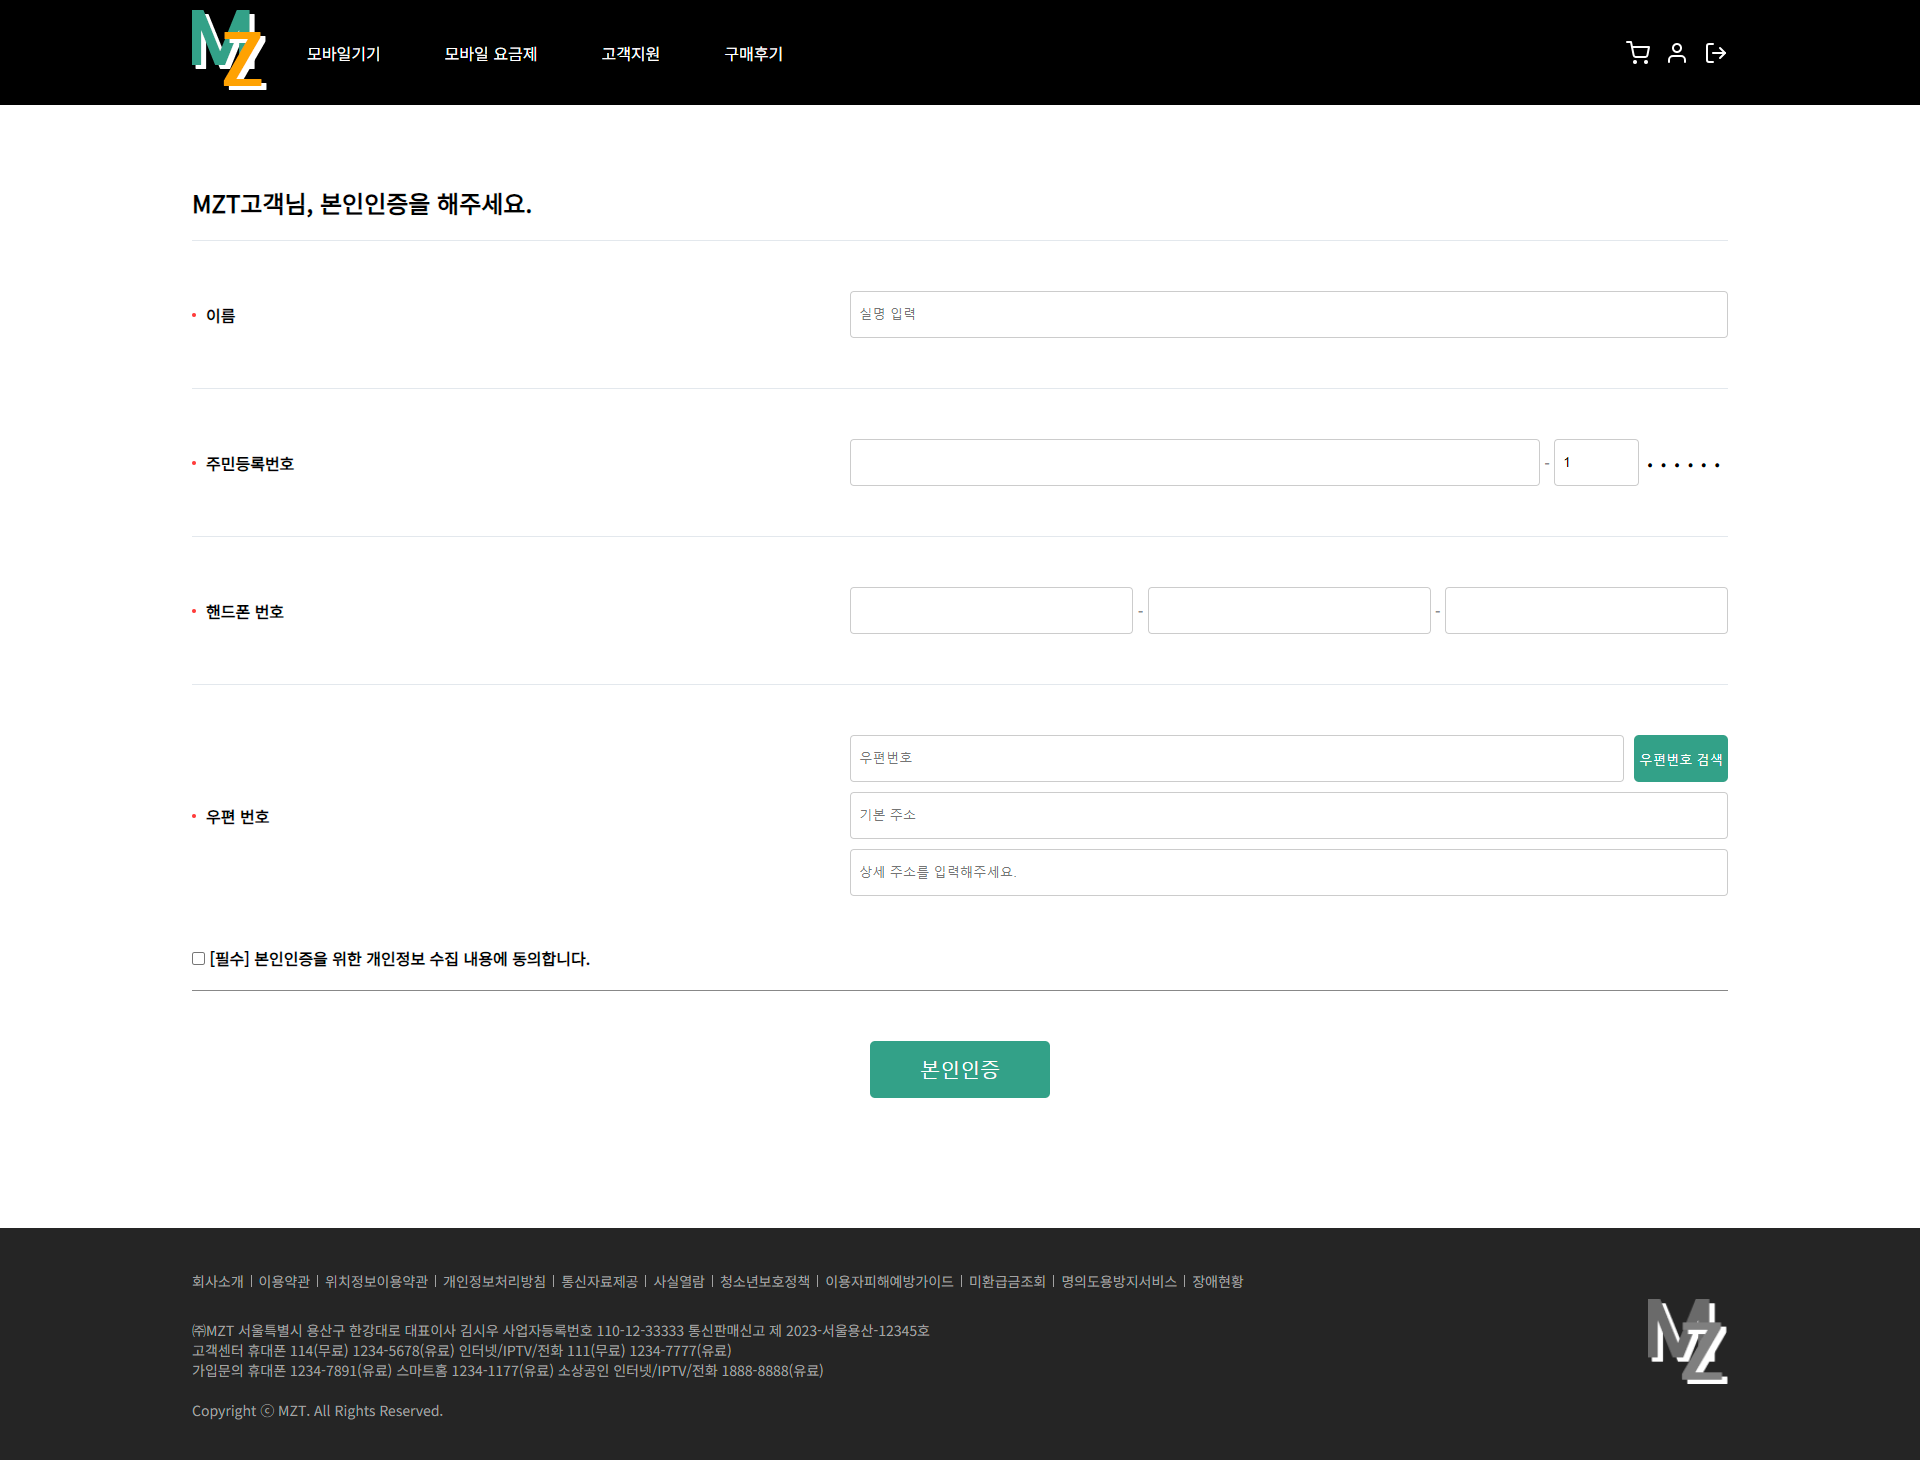 MZ
모바일기기 모바일 요금제 고객지원 구매후기
MZT고객님, 본인인증을 해주세요.
이름
실명 입력
주민등록번호
- 1 ······
핸드폰 번호
- -
우편번호 우편번호 검색
우편 번호
기본 주소
상세 주소를 입력해주세요.
[필수] 본인인증을 위한 개인정보 수집 내용에 동의합니다.
본인인증
회사소개 | 이용약관 | 위치정보이용약관 | 개인정보처리방침 | 통신자료제공 | 사실열람 | 청소년보호정책 | 이용자피해예방가이드 | 미환급금조회 | 명의도용방지서비스 | 장애현황
㈜MZT 서울특별시 용산구 한강대로 대표이사 김시우 사업자등록번호 110-12-33333 통신판매신고 제 2023-서울용산-12345호
고객센터 휴대폰 114(무료) 1234-5678(유료) 인터넷/IPTV/전화 111(무료) 1234-7777(유료)
가입문의 휴대폰 1234-7891(유료) 스마트홈 1234-1177(유료) 소상공인 인터넷/IPTV/전화 1888-8888(유료)
MZ
Copyright ⓒ MZT. All Rights Reserved.